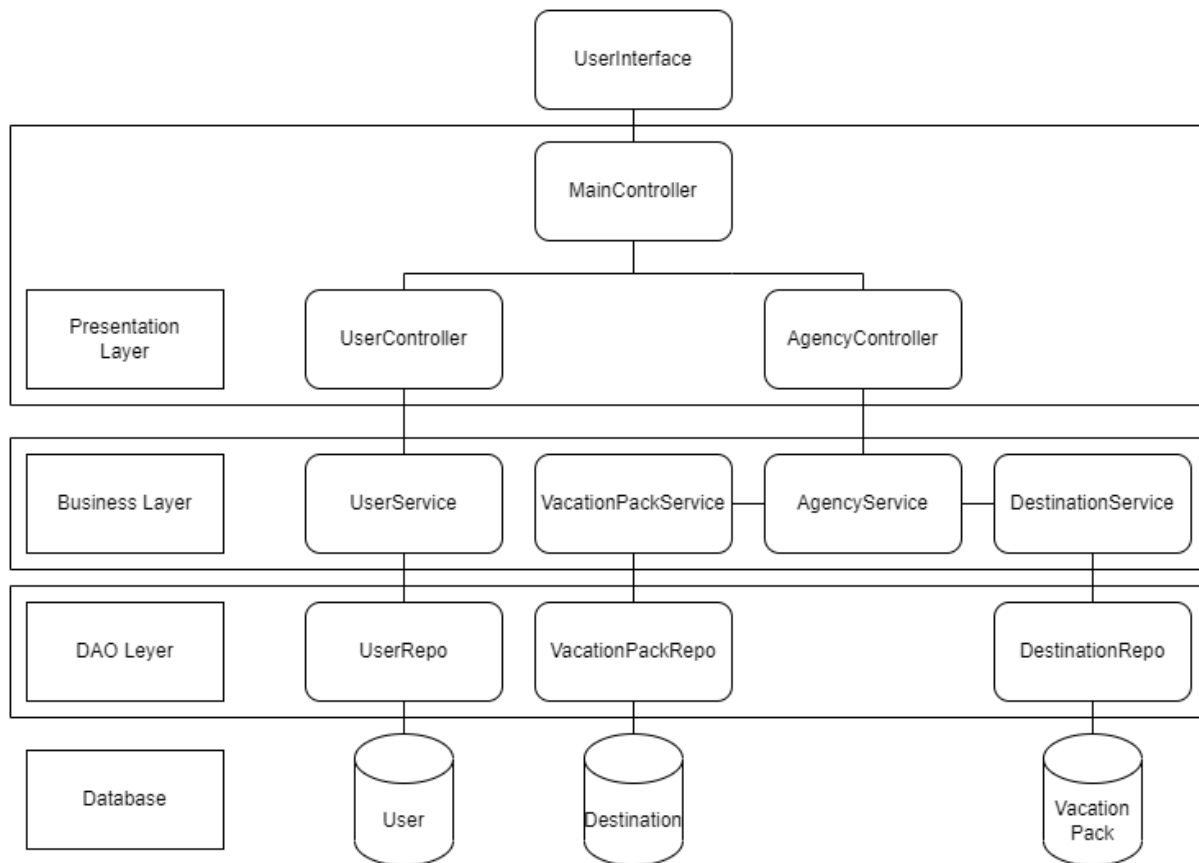 UserInterface
MainController
Presentation
Layer
UserController
AgencyController
Business Layer
UserService
VacationPackService
AgencyService
DestinationService
DAO Leyer
UserRepo
VacationPackRepo
DestinationRepo
Database
User
Destination
Vacation
Pack